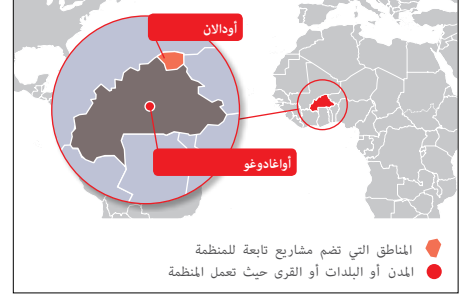 أودالان
أواغادوغو
المناطق التي تضم مشاريع تابعة للمنظمة
المدن أو البلدات أو القرى حيث تعمل المنظمة